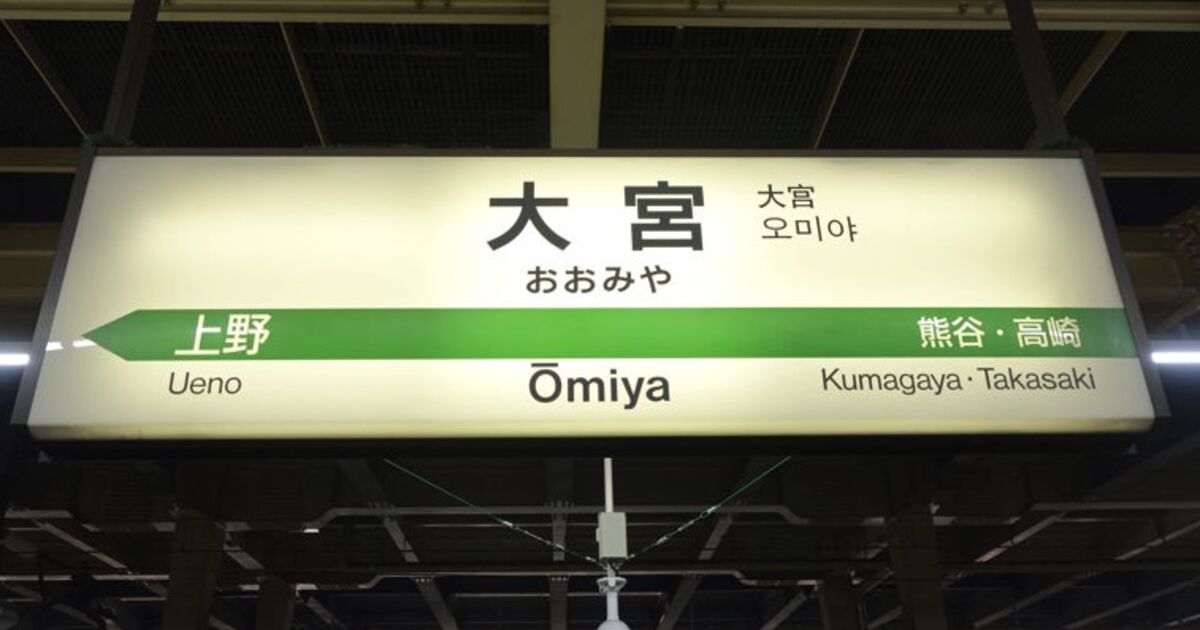 大宮
大宫
오미야
おおみや
上野
熊谷・高崎
Ueno
Ōmiya
Kumagaya・Takasaki